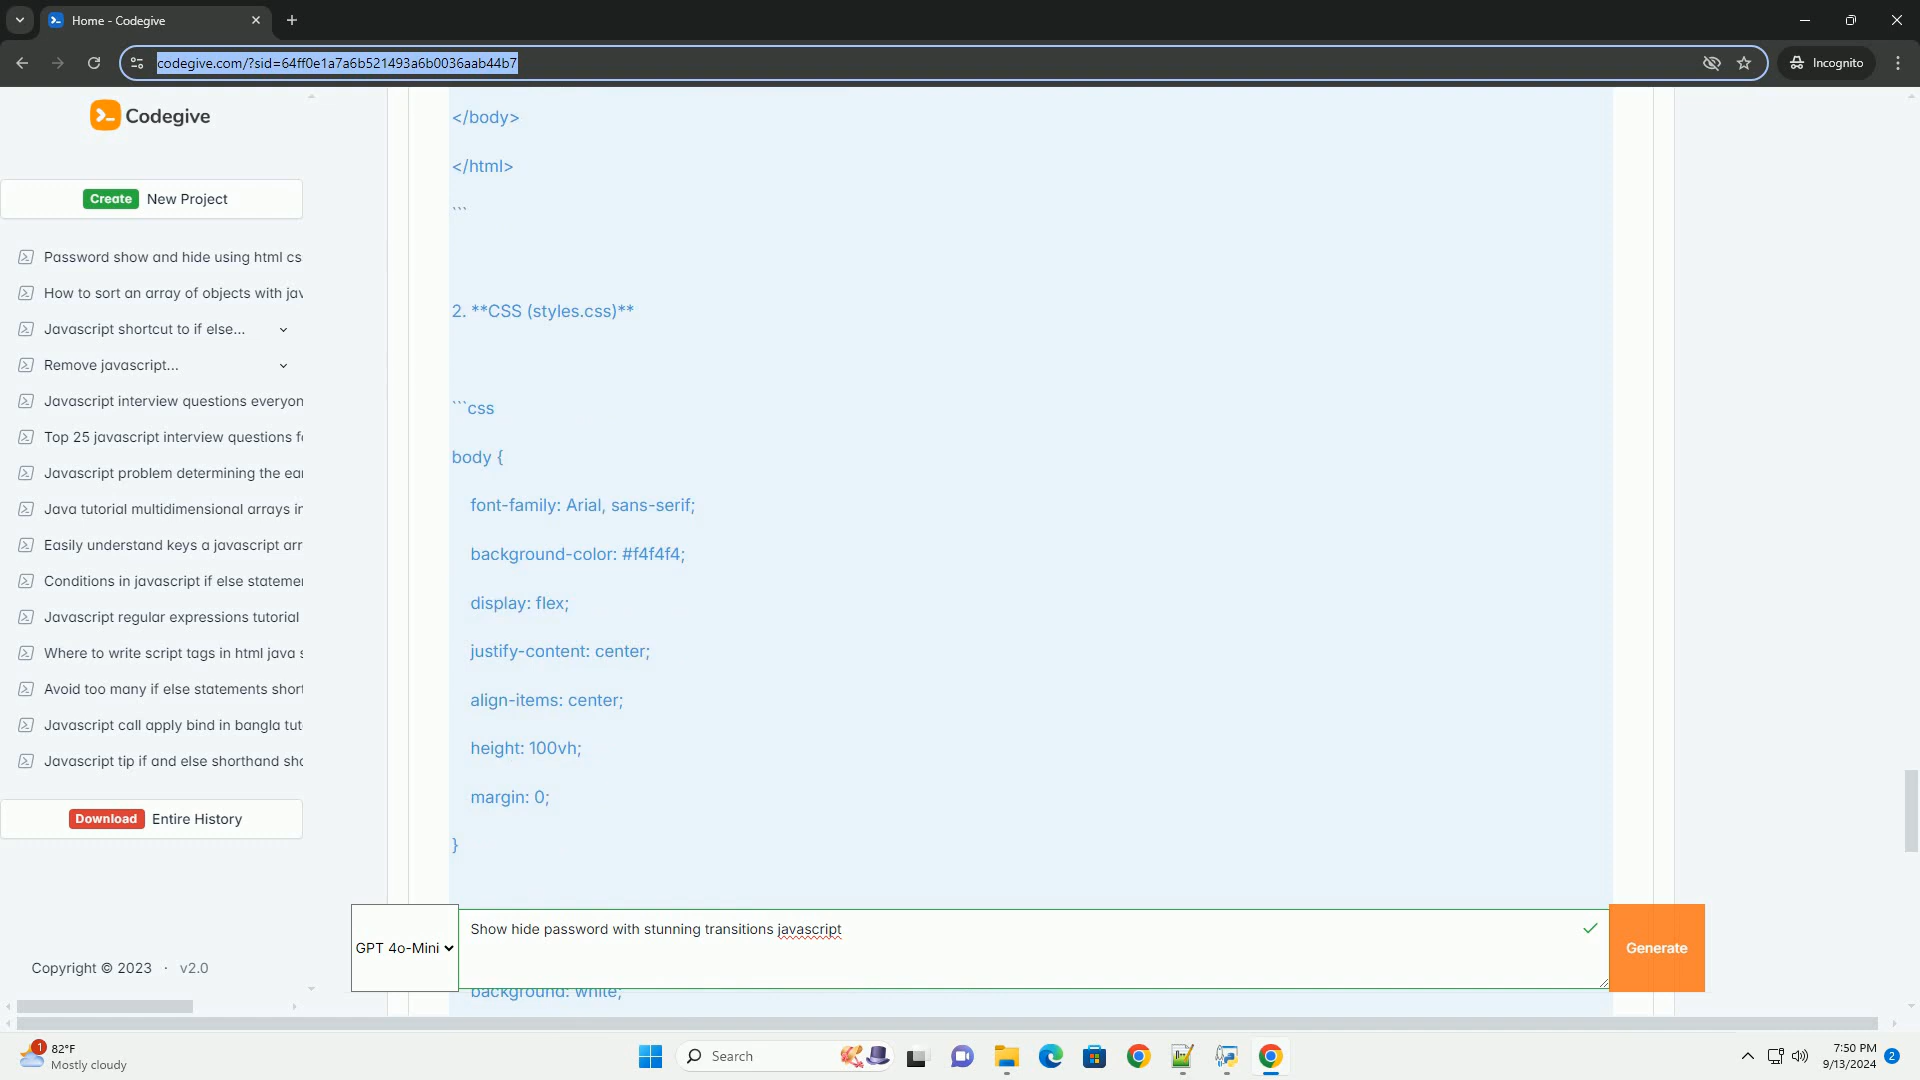 Home - Codegive
codegive.com/?sid=64ff0e1a7a6b521493a6b0036aab44b7
Incognito
Codegive
Create New Project
Password show and hide using html cs
How to sort an array of objects with jav
Javascript shortcut to if else...
Remove javascript...
Javascript interview questions everyon
Top 25 javascript interview questions fo
Javascript problem determining the ear
Java tutorial multidimensional arrays in
Easily understand keys a javascript arr
Conditions in javascript if else statemer
Javascript regular expressions tutorial
Where to write script tags in html java s
Avoid too many if else statements short
Javascript call apply bind in bangla tut
Javascript tip if and else shorthand sho
Download Entire History
Copyright © 2023 · v2.0
</body>
</html>
```
2. **CSS (styles.css)**
```css
body {
font-family: Arial, sans-serif;
background-color: #f4f4f4;
display: flex;
justify-content: center;
align-items: center;
height: 100vh;
margin: 0;
}
GPT 4o-Mini
Show hide password with stunning transitions javascript
Generate
background: white;
1
82°F
Mostly cloudy
Search
7:50 PM
9/13/2024
2